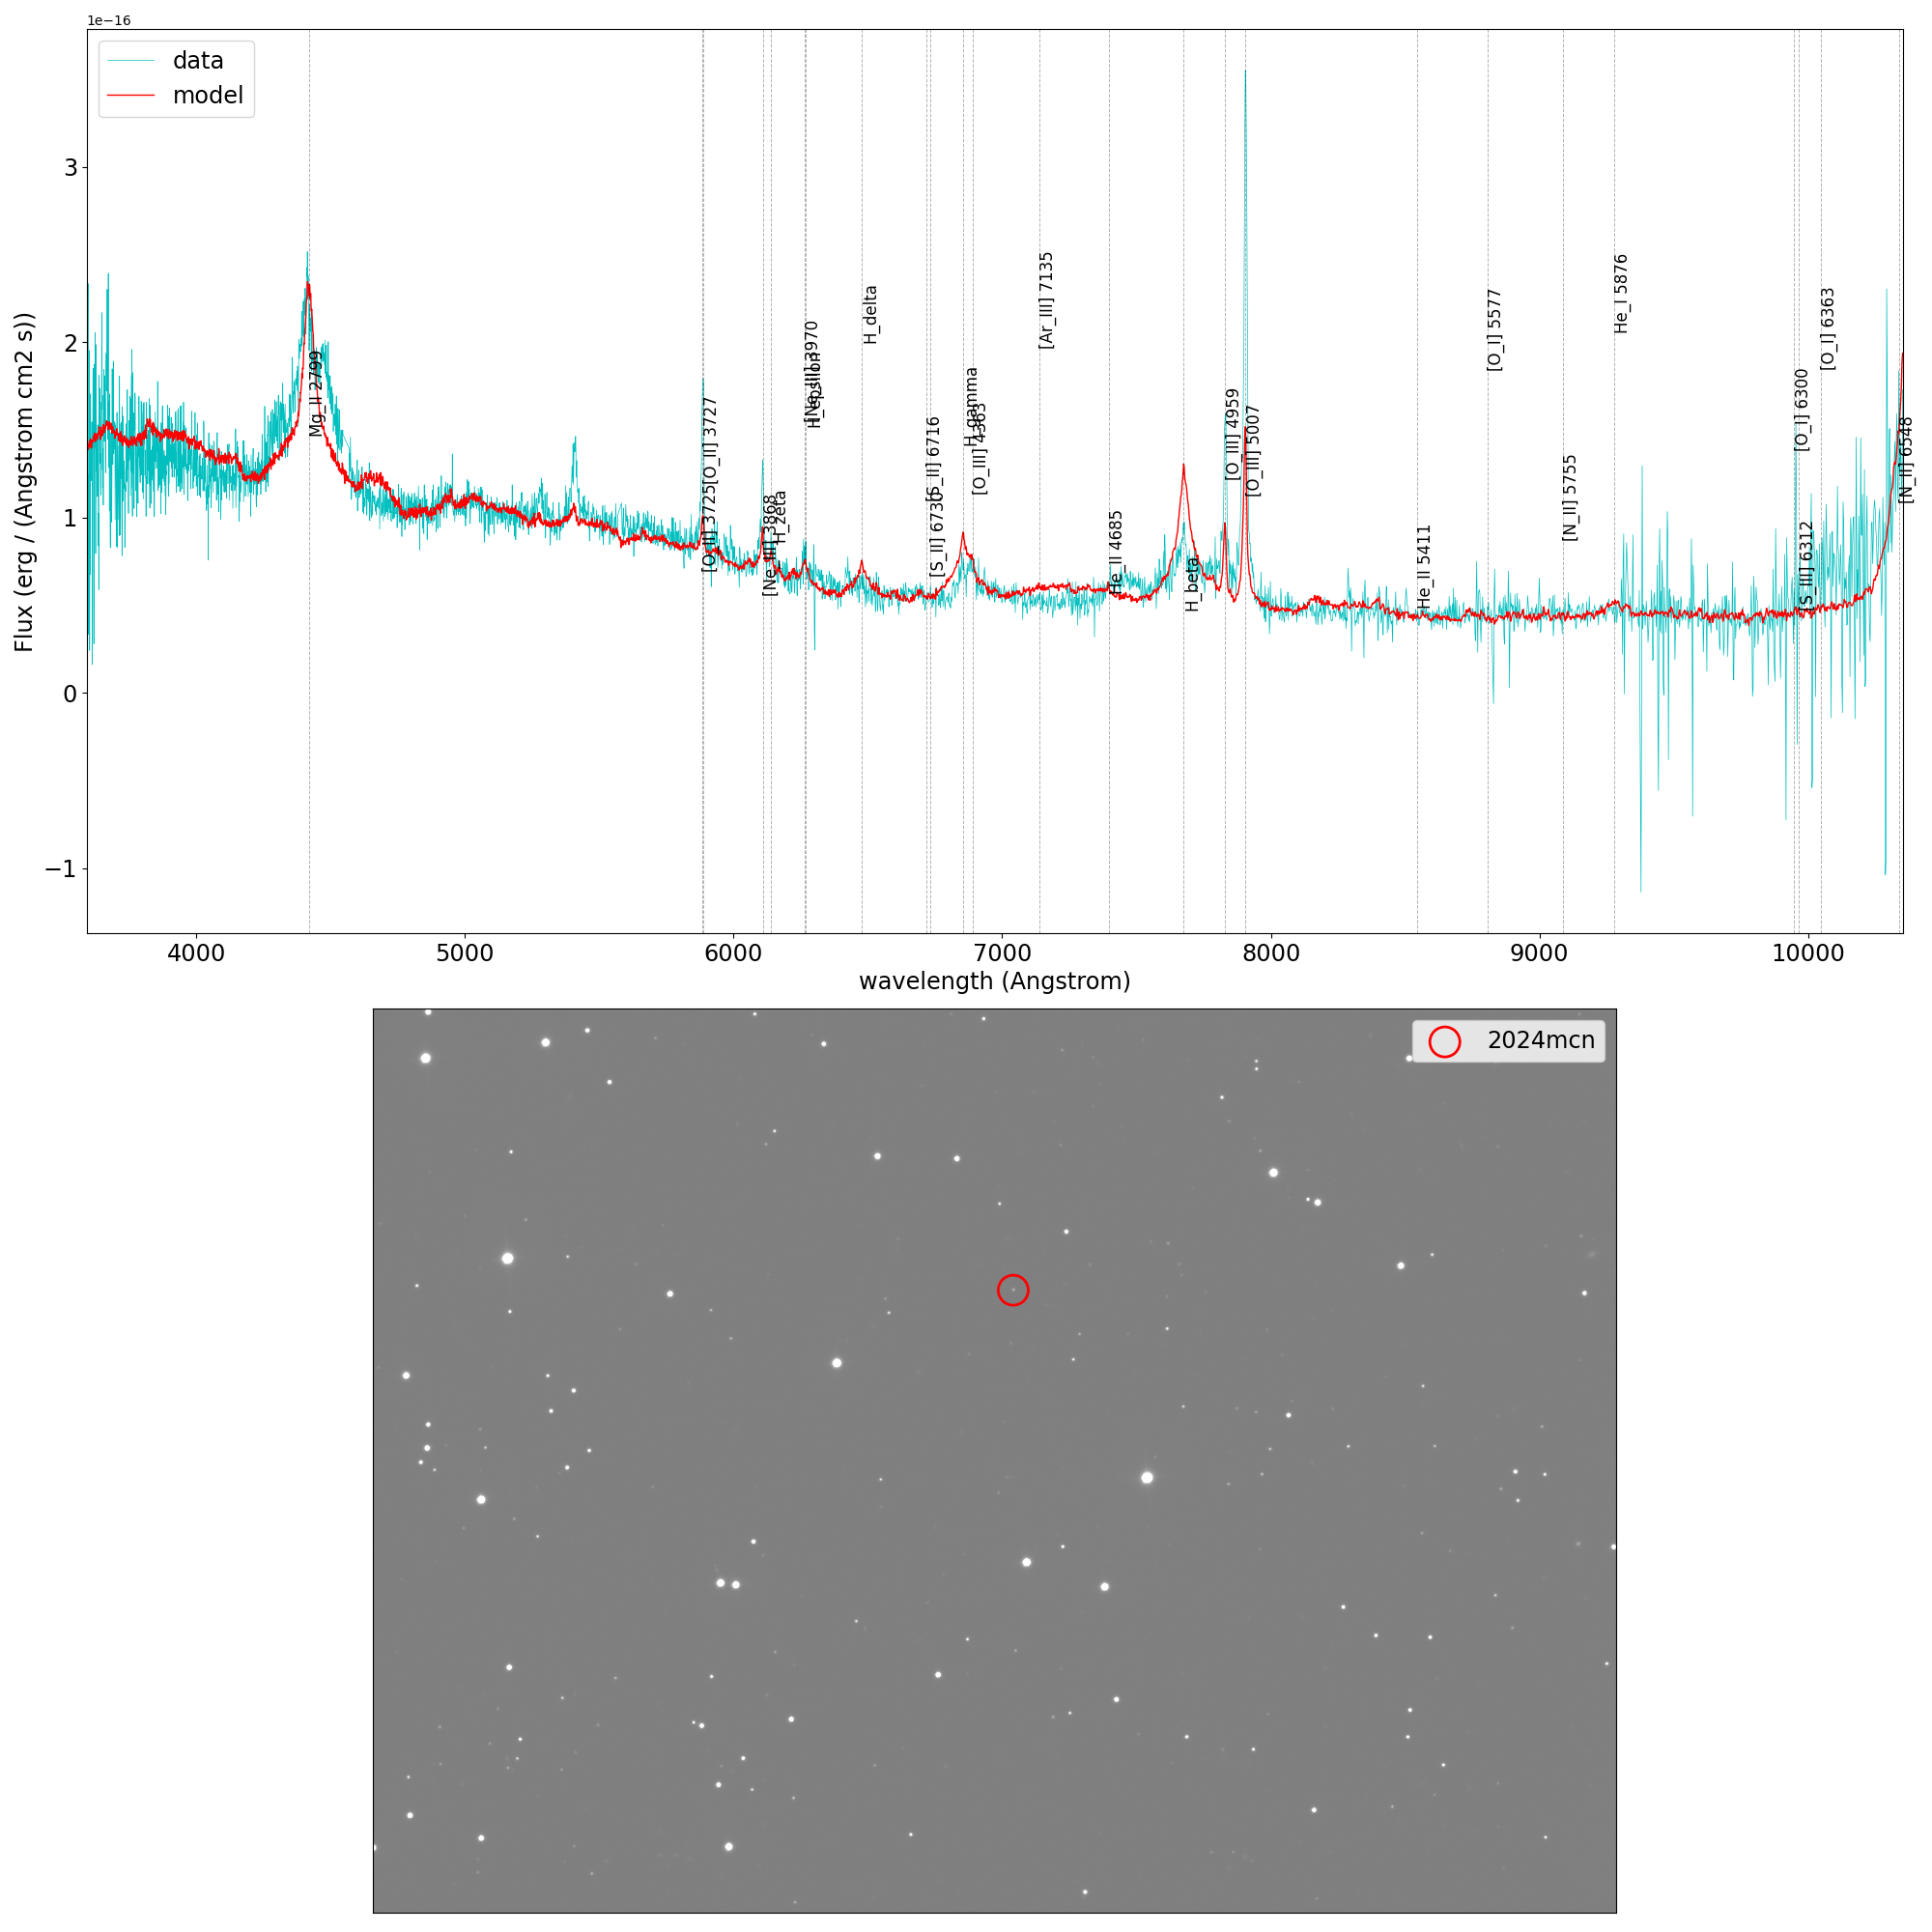 1e−16
data
model
Flux (erg / (Angstrom cm2 s))
3
2
1
0
−1
Mg_II 2799
[O_II] 3725
[O_II] 3727
[Ne_III] 3868
H_zeta
[Ne_III] 3970
H_epsilon
H_delta
[S_II] 6730
[S_II] 6716
H_gamma
[O_III] 4363
[Ar_III] 7135
He_II 4685
H_beta
[O_III] 4959
[O_III] 5007
He_II 5411
[O_I] 5577
[N_II] 5755
He_I 5876
[O_I] 6300
[S_III] 6312
[O_I] 6363
[N_II] 6548
4000 5000 6000 7000 8000 9000 10000
wavelength (Angstrom)
2024mcn